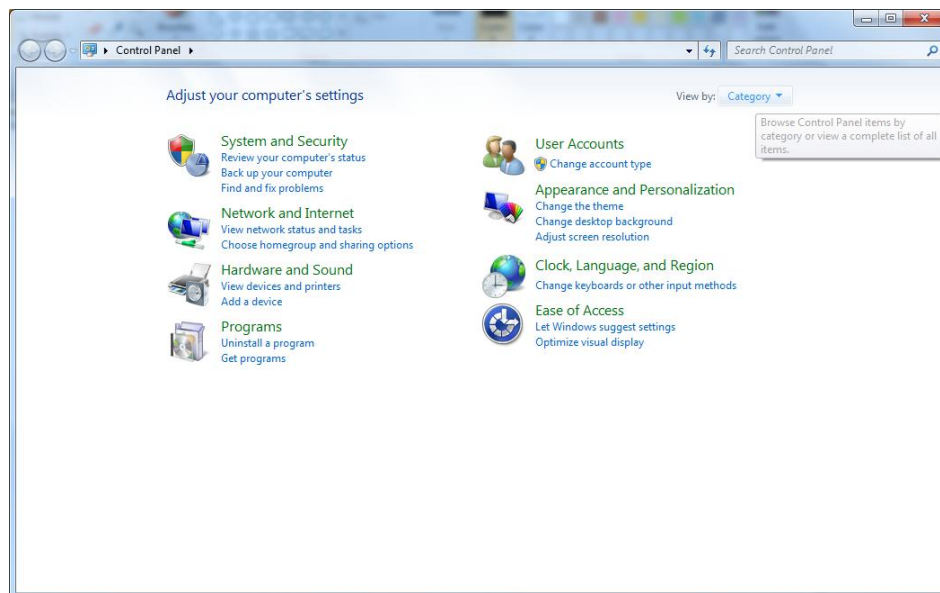 Control Panel
Search Control Panel
Adjust your computer's settings
View by: Category
Browse Control Panel items by
category or view a complete list of all
items.
System and Security
Review your computer's status
Back up your computer
Find and fix problems
Network and Internet
View network status and tasks
Choose homegroup and sharing options
Hardware and Sound
View devices and printers
Add a device
Programs
Uninstall a program
Get programs
User Accounts
Change account type
Appearance and Personalization
Change the theme
Change desktop background
Adjust screen resolution
Clock, Language, and Region
Change keyboards or other input methods
Ease of Access
Let Windows suggest settings
Optimize visual display